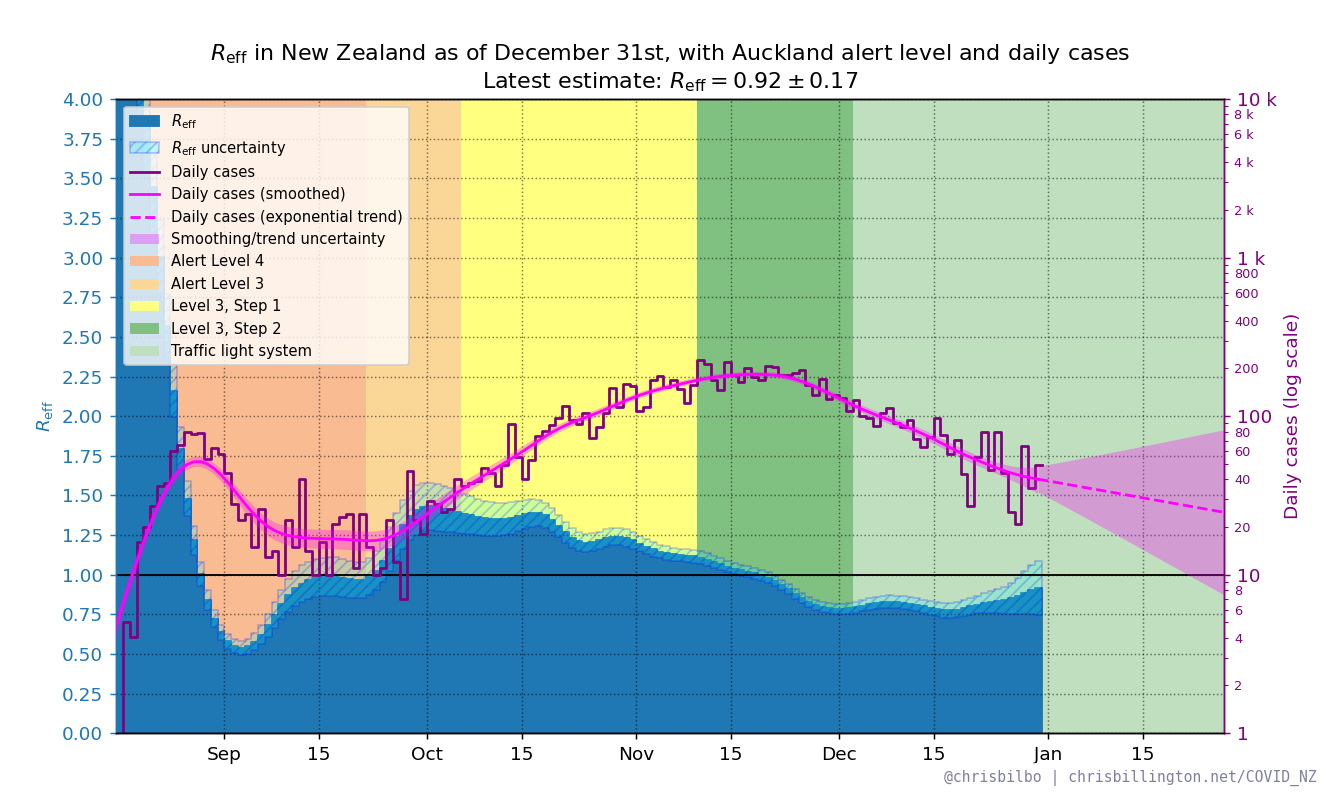 Reff in New Zealand as of December 31st, with Auckland alert level and daily cases
Latest estimate: Reff = 0.92 ± 0.17
4.00
3.75
3.50
3.25
3.00
2.75
2.50
2.25
2.00
1.75
1.50
1.25
1.00
0.75
0.50
0.25
0.00
Reff
Reff
Reff uncertainty
Daily cases
Daily cases (smoothed)
Daily cases (exponential trend)
Smoothing/trend uncertainty
Alert Level 4
Alert Level 3
Level 3, Step 1
Level 3, Step 2
Traffic light system
10 k
8 k
6 k
4 k
2 k
1 k
800
600
400
200
100
80
60
40
20
10
8
6
4
2
1
Daily cases (log scale)
Sep 15 Oct 15 Nov 15 Dec 15 Jan 15
@chrisbilbo | chrisbillington.net/COVID_NZ